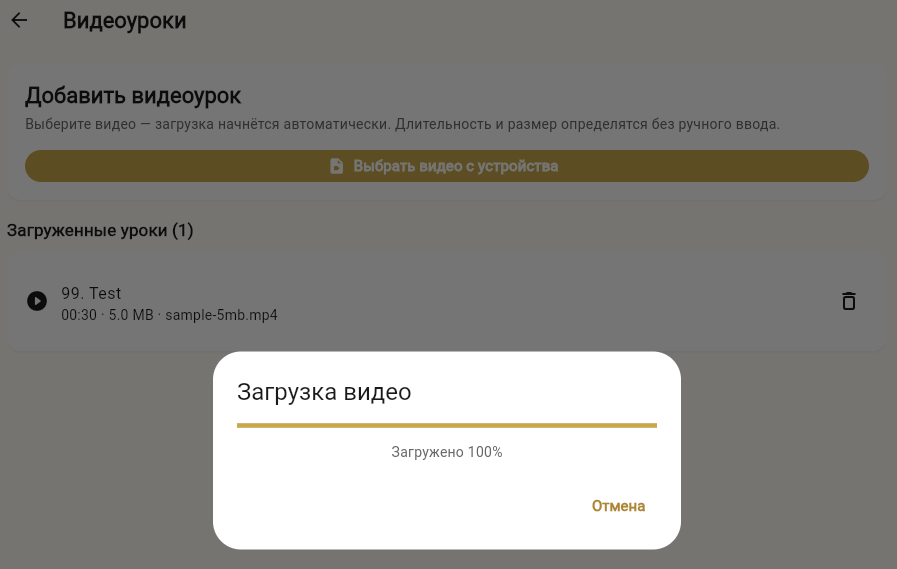 Видеоуроки
Добавить видеоурок
Выберите видео — загрузка начнётся автоматически. Длительность и размер определятся без ручного ввода.
Выбрать видео с устройства
Загруженные уроки (1)
99. Test
00:30 · 5.0 MB · sample-5mb.mp4
Загрузка видео
Загружено 100%
Отмена